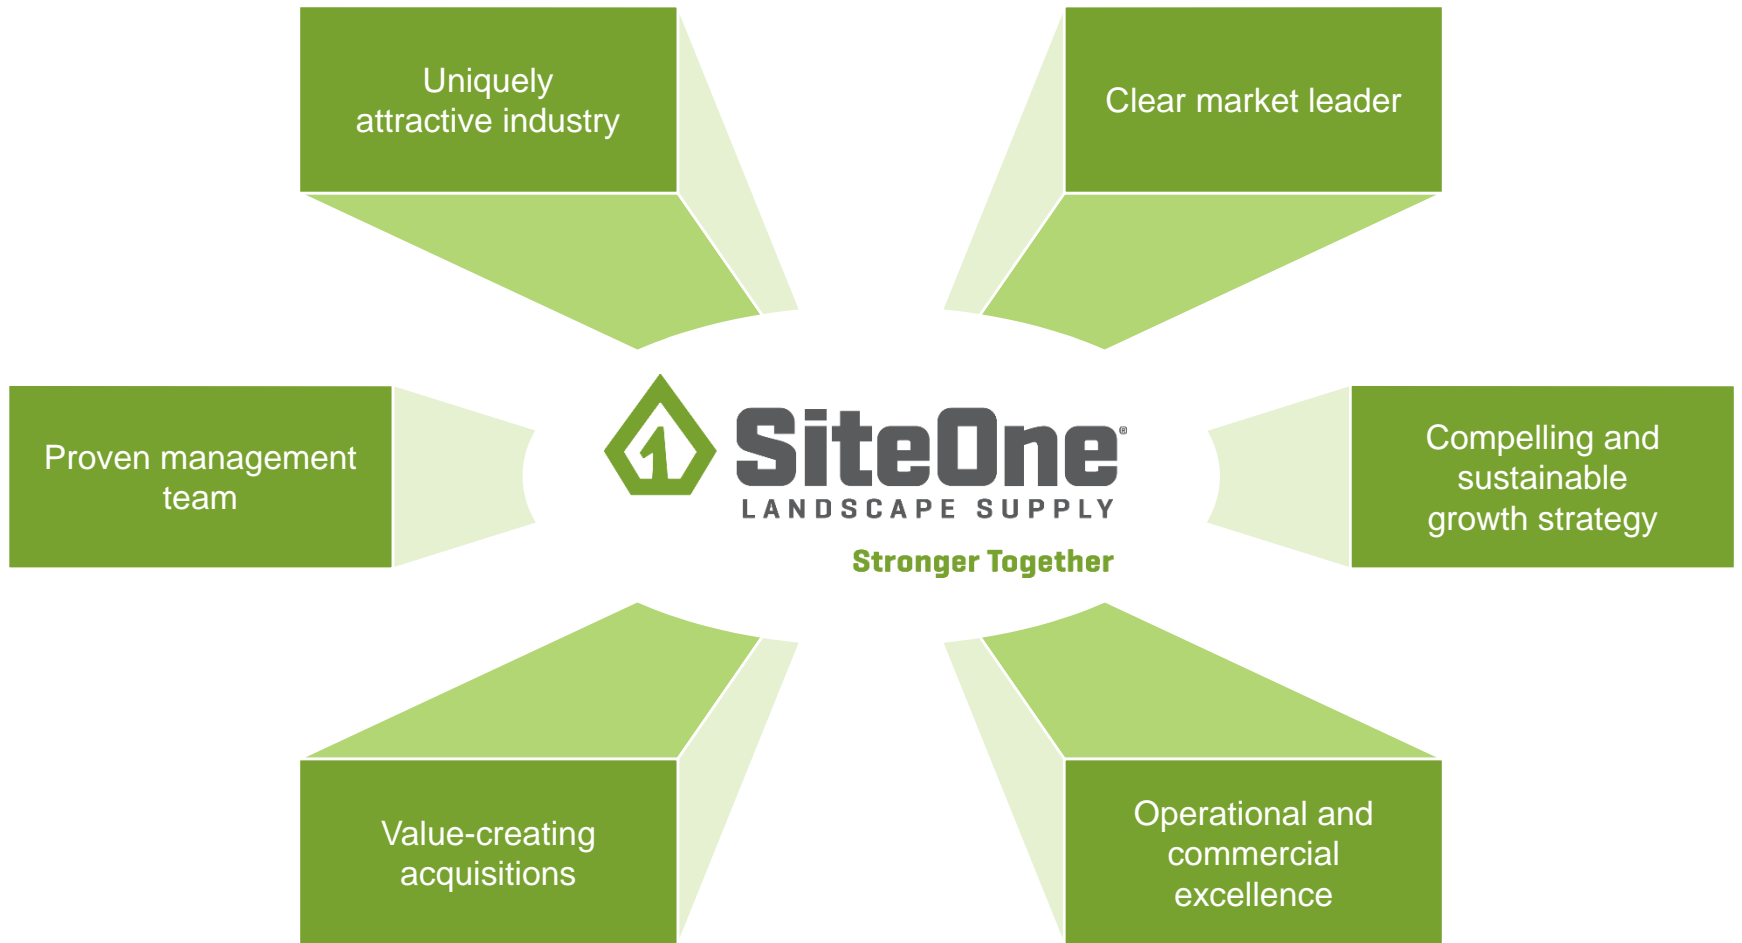 Uniquely
attractive industry
Clear market leader
Proven management
team
1
SiteOne®
LANDSCAPE SUPPLY
Stronger Together
Compelling and
sustainable
growth strategy
Value-creating
acquisitions
Operational and
commercial
excellence